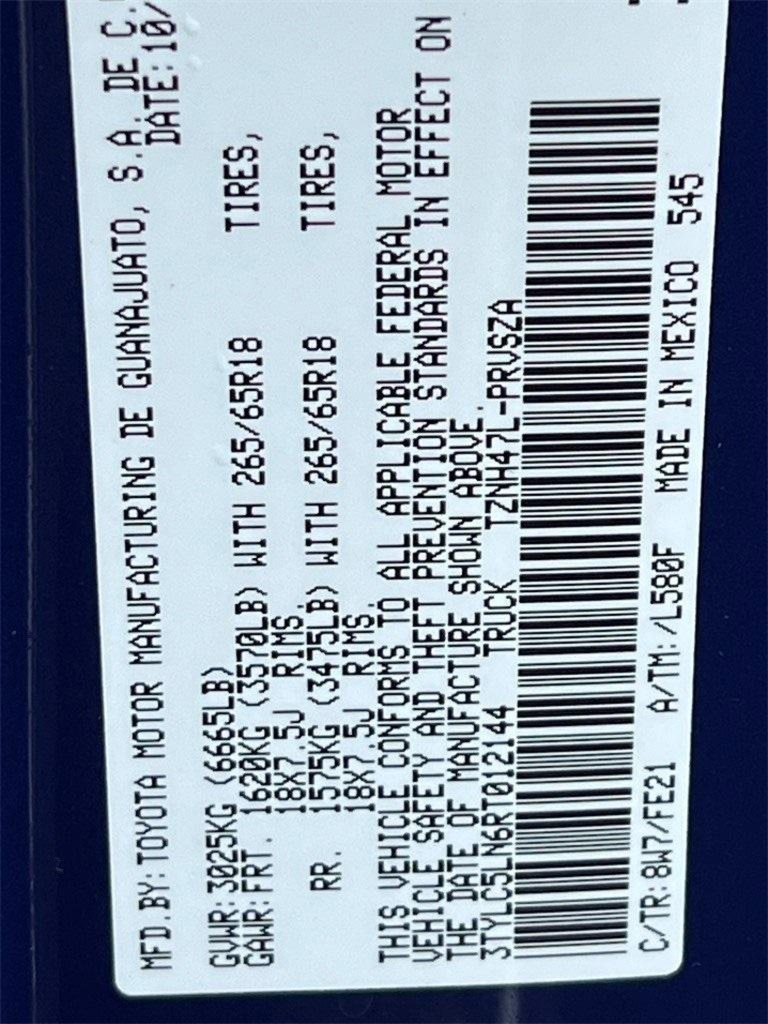 MFD.BY:TOYOTA MOTOR MANUFACTURING DE GUANAJUATO, S.A. DE C.
DATE:10/
GVWR:3025KG (6665LB)
GAWR:FRT. 1620KG (3570LB) WITH 265/65R18 TIRES,
18X7.5J RIMS.
RR. 1575KG (3475LB) WITH 265/65R18 TIRES,
18X7.5J RIMS.
THIS VEHICLE CONFORMS TO ALL APPLICABLE FEDERAL MOTOR
VEHICLE SAFETY AND THEFT PREVENTION STANDARDS IN EFFECT ON
THE DATE OF MANUFACTURE SHOWN ABOVE.
3TYLC5LN6RT012144 TRUCK TZNH47L-PRVSZA
C/TR:8W7/FE21 A/TM:/L580F MADE IN MEXICO 545